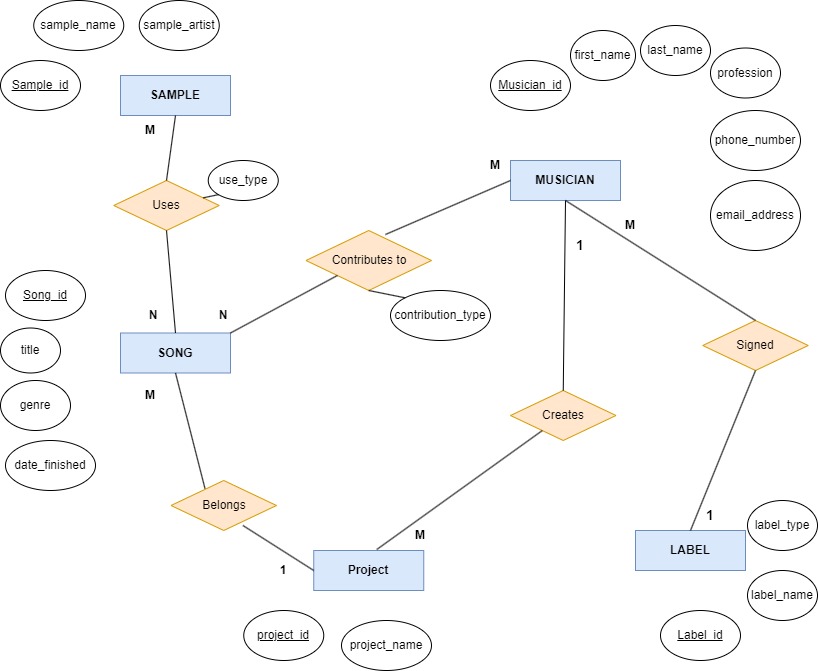 sample_name
sample_artist
Sample_id
SAMPLE
M
Uses
use_type
N
Musician_id
first_name
last_name
profession
phone_number
email_address
MUSICIAN
M
1
M
Contributes to
contribution_type
N
Song_id
title
genre
date_finished
SONG
M
Signed
Creates
Belongs
1
M
Project
project_id
project_name
1
LABEL
label_type
label_name
Label_id